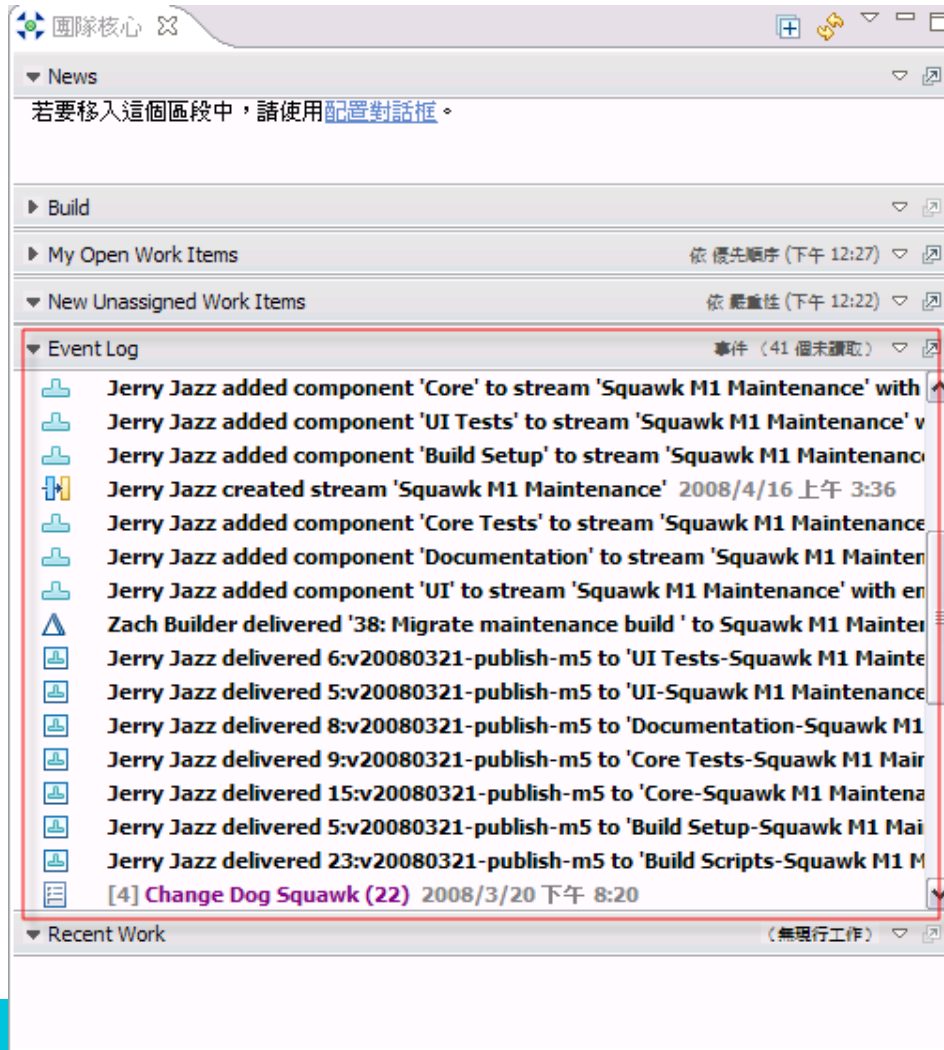 團隊核心
News
若要移入這個區段中，請使用配置對話框。
Build
My Open Work Items 依 優先順序 (下午 12:27)
New Unassigned Work Items 依 嚴重性 (下午 12:22)
Event Log 事件 （41 個未讀取）
Jerry Jazz added component 'Core' to stream 'Squawk M1 Maintenance' with
Jerry Jazz added component 'UI Tests' to stream 'Squawk M1 Maintenance'
Jerry Jazz added component 'Build Setup' to stream 'Squawk M1 Maintenanc
Jerry Jazz created stream 'Squawk M1 Maintenance' 2008/4/16 上午 3:36
Jerry Jazz added component 'Core Tests' to stream 'Squawk M1 Maintenance
Jerry Jazz added component 'Documentation' to stream 'Squawk M1 Mainten
Jerry Jazz added component 'UI' to stream 'Squawk M1 Maintenance' with en
Zach Builder delivered '38: Migrate maintenance build ' to Squawk M1 Mainter
Jerry Jazz delivered 6:v20080321-publish-m5 to 'UI Tests-Squawk M1 Mainte
Jerry Jazz delivered 5:v20080321-publish-m5 to 'UI-Squawk M1 Maintenance
Jerry Jazz delivered 8:v20080321-publish-m5 to 'Documentation-Squawk M1
Jerry Jazz delivered 9:v20080321-publish-m5 to 'Core Tests-Squawk M1 Main
Jerry Jazz delivered 15:v20080321-publish-m5 to 'Core-Squawk M1 Maintena
Jerry Jazz delivered 5:v20080321-publish-m5 to 'Build Setup-Squawk M1 Mai
Jerry Jazz delivered 23:v20080321-publish-m5 to 'Build Scripts-Squawk M1 M
[4] Change Dog Squawk (22) 2008/3/20 下午 8:20
Recent Work （無現行工作）